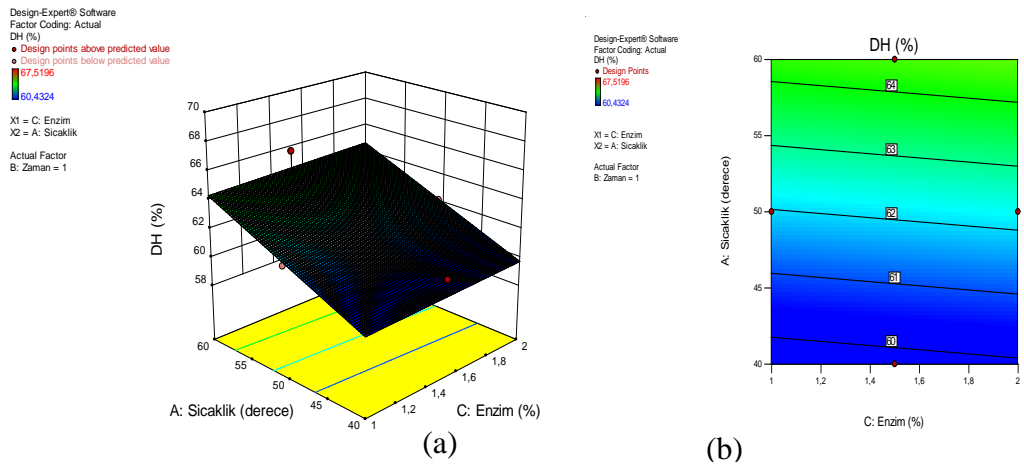 Design-Expert® Software
Factor Coding: Actual
DH (%)
Design points above predicted value
Design points below predicted value
67,5196
60,4324
X1 = C: Enzim
X2 = A: Sicaklik
Actual Factor
B: Zaman = 1
70
68
66
64
62
60
58
DH (%)
60
55
50
45
40
A: Sicaklik (derece)
1
1,2
1,4
1,6
1,8
2
C: Enzim (%)
(a)
Design-Expert® Software
Factor Coding: Actual
DH (%)
Design Points
67,5196
60,4324
X1 = C: Enzim
X2 = A: Sicaklik
Actual Factor
B: Zaman = 1
DH (%)
60
55
50
45
40
A: Sicaklik (derece)
64
63
62
61
60
1
1,2
1,4
1,6
1,8
2
C: Enzim (%)
(b)